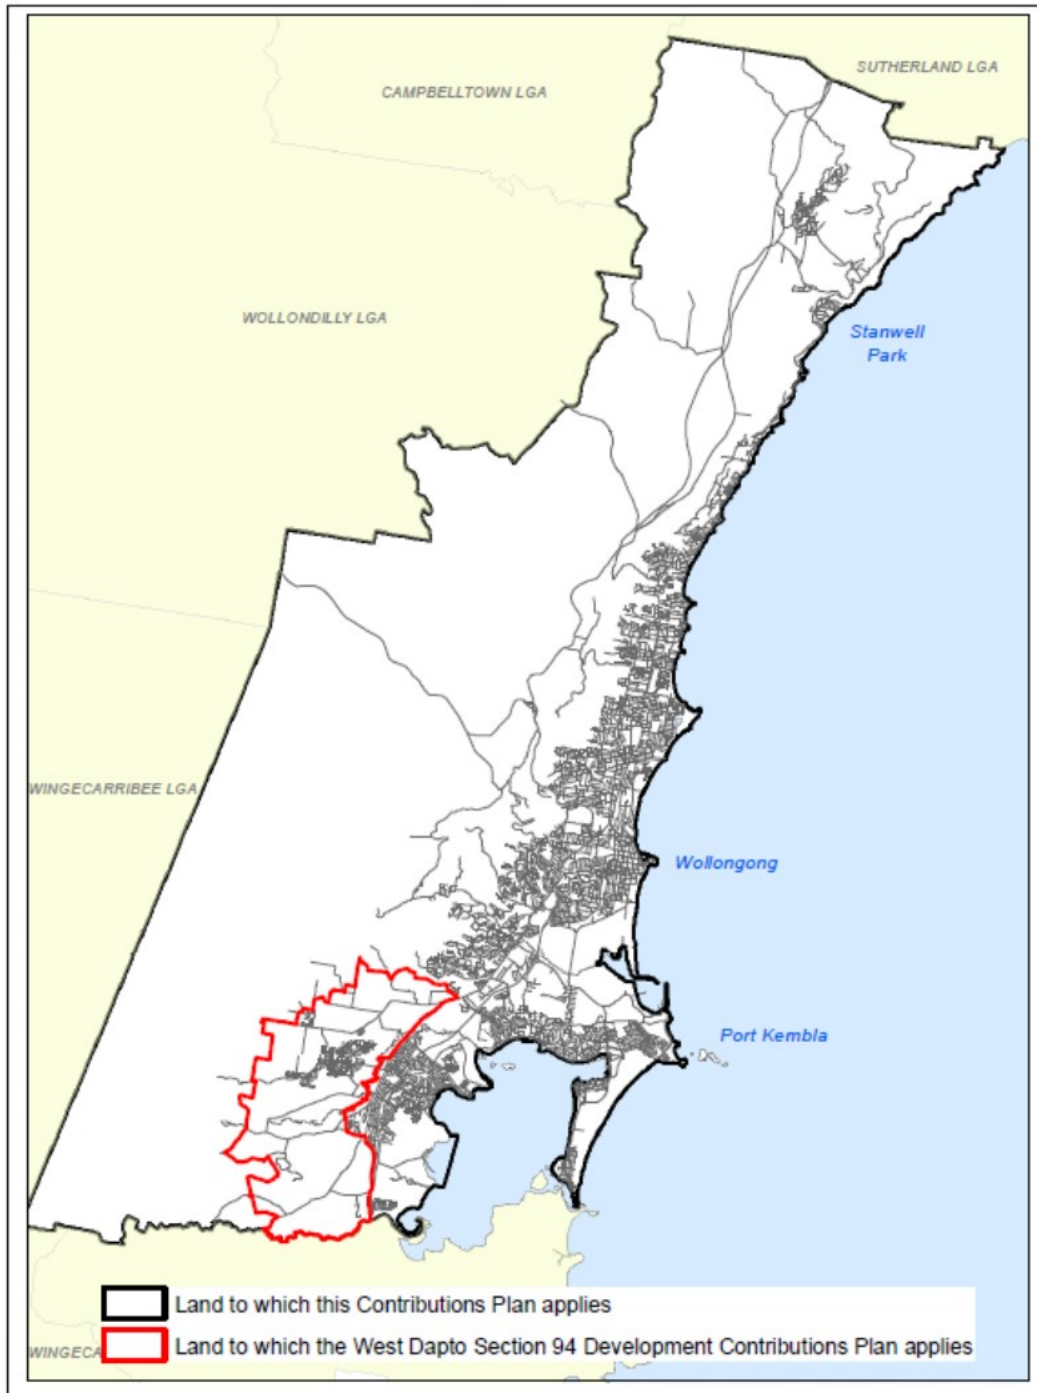 SUTHERLAND LGA
CAMPBELLTOWN LGA
WOLLONDILLY LGA
Stanwell
Park
WINGECARRIBEE LGA
Wollongong
Port Kembla
Land to which this Contributions Plan applies
Land to which the West Dapto Section 94 Development Contributions Plan applies
WINGECA